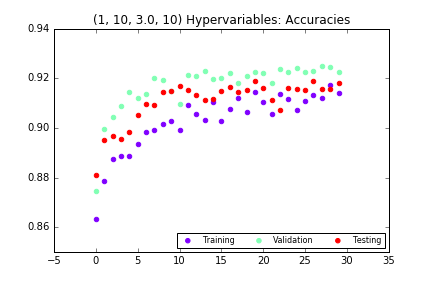 (1, 10, 3.0, 10) Hypervariables: Accuracies
0.94
0.92
0.90
0.88
0.86
−5 0 5 10 15 20 25 30 35
Training Validation Testing